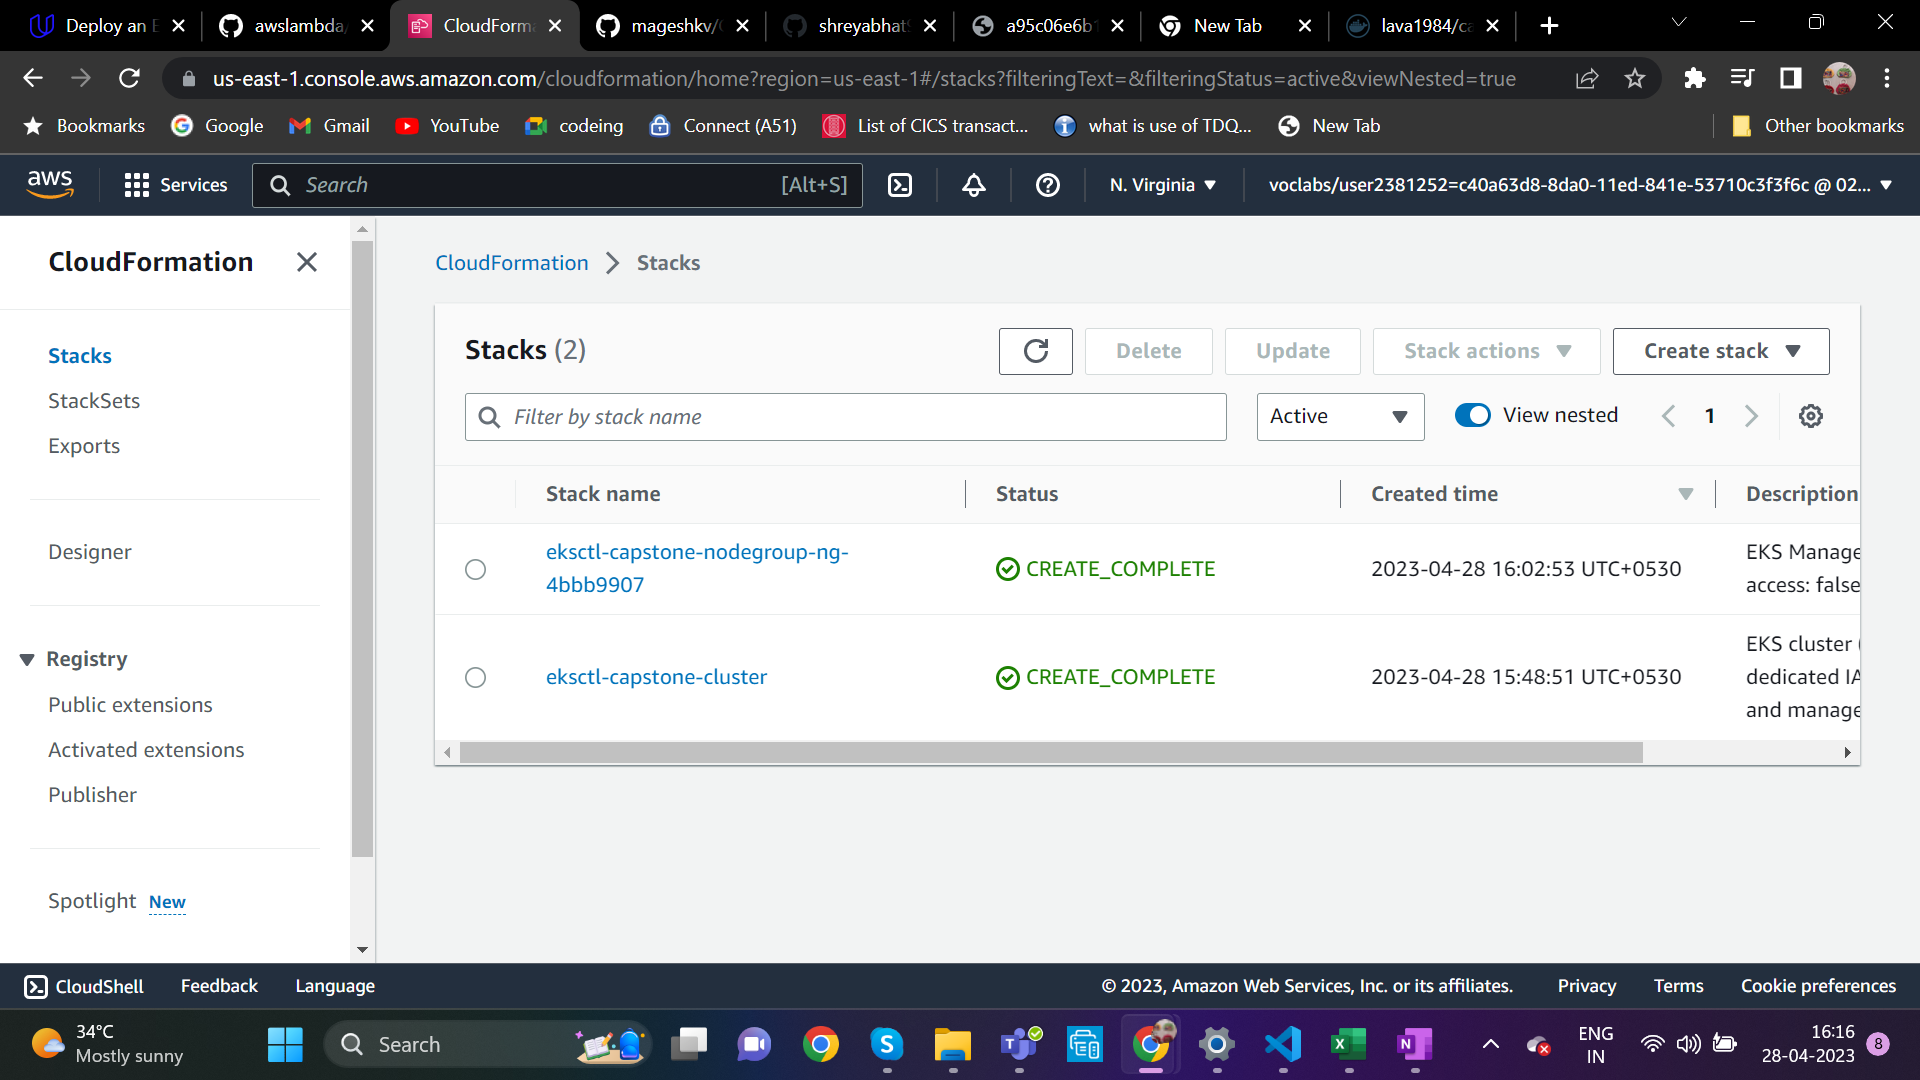 Deploy an E
awslambda/
CloudForm
mageshkv/
shreyabhat
a95c06e6b
New Tab
lava1984/ca
us-east-1.console.aws.amazon.com/cloudformation/home?region=us-east-1#/stacks?filteringText=&filteringStatus=active&viewNested=true
Bookmarks
Google
Gmail
YouTube
codeing
Connect (A51)
List of CICS transact...
what is use of TDQ...
New Tab
Other bookmarks
aws
Services
Search
[Alt+S]
N. Virginia
voclabs/user2381252=c40a63d8-8da0-11ed-841e-53710c3f3f6c @ 02...
CloudFormation
Stacks
StackSets
Exports
Designer
Registry
Public extensions
Activated extensions
Publisher
Spotlight New
CloudFormation
Stacks
Stacks (2)
Delete
Update
Stack actions
Create stack
Filter by stack name
Active
View nested
1
Stack name
Status
Created time
Description
eksctl-capstone-nodegroup-ng-
4bbb9907
CREATE_COMPLETE
2023-04-28 16:02:53 UTC+0530
EKS Manage
access: false
eksctl-capstone-cluster
CREATE_COMPLETE
2023-04-28 15:48:51 UTC+0530
EKS cluster (
dedicated IA
and manage
CloudShell
Feedback
Language
© 2023, Amazon Web Services, Inc. or its affiliates.
Privacy
Terms
Cookie preferences
34°C
Mostly sunny
Search
ENG
IN
16:16
28-04-2023
8